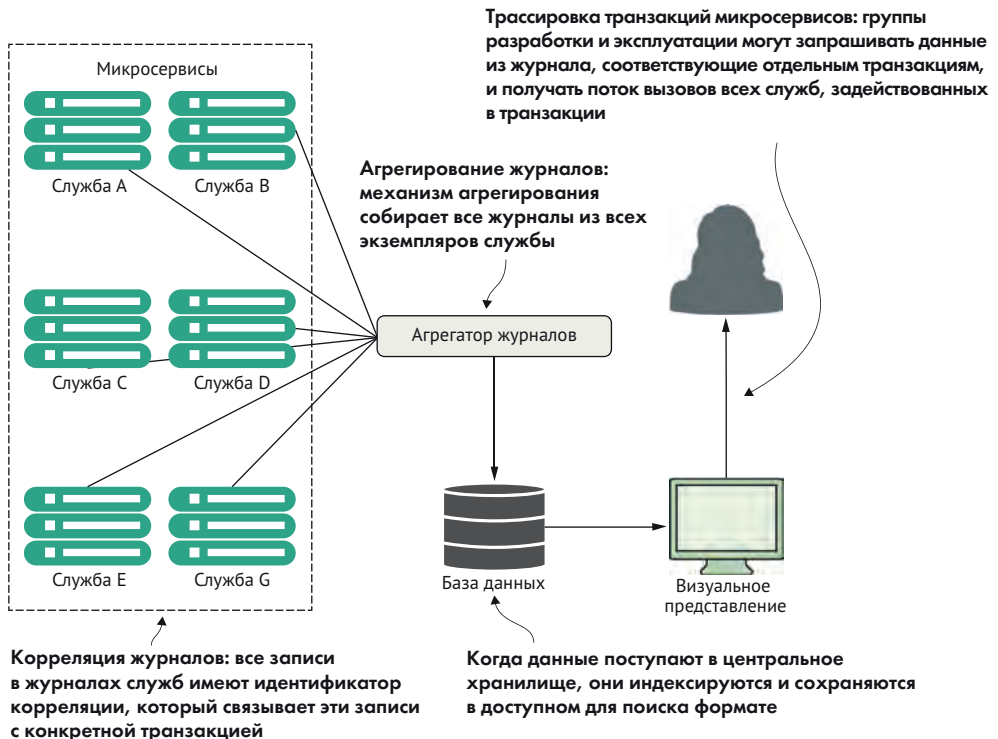 Трассировка транзакций микросервисов: группы
разработки и эксплуатации могут запрашивать данные
из журнала, соответствующие отдельным транзакциям,
и получать поток вызовов всех служб, задействованных
в транзакции
Микросервисы
Служба A
Служба B
Агрегирование журналов:
механизм агрегирования
собирает все журналы из всех
экземпляров службы
Агрегатор журналов
Служба C
Служба D
Служба E
Служба G
База данных
Визуальное
представление
Корреляция журналов: все записи
в журналах служб имеют идентификатор
корреляции, который связывает эти записи
с конкретной транзакцией
Когда данные поступают в центральное
хранилище, они индексируются и сохраняются
в доступном для поиска формате